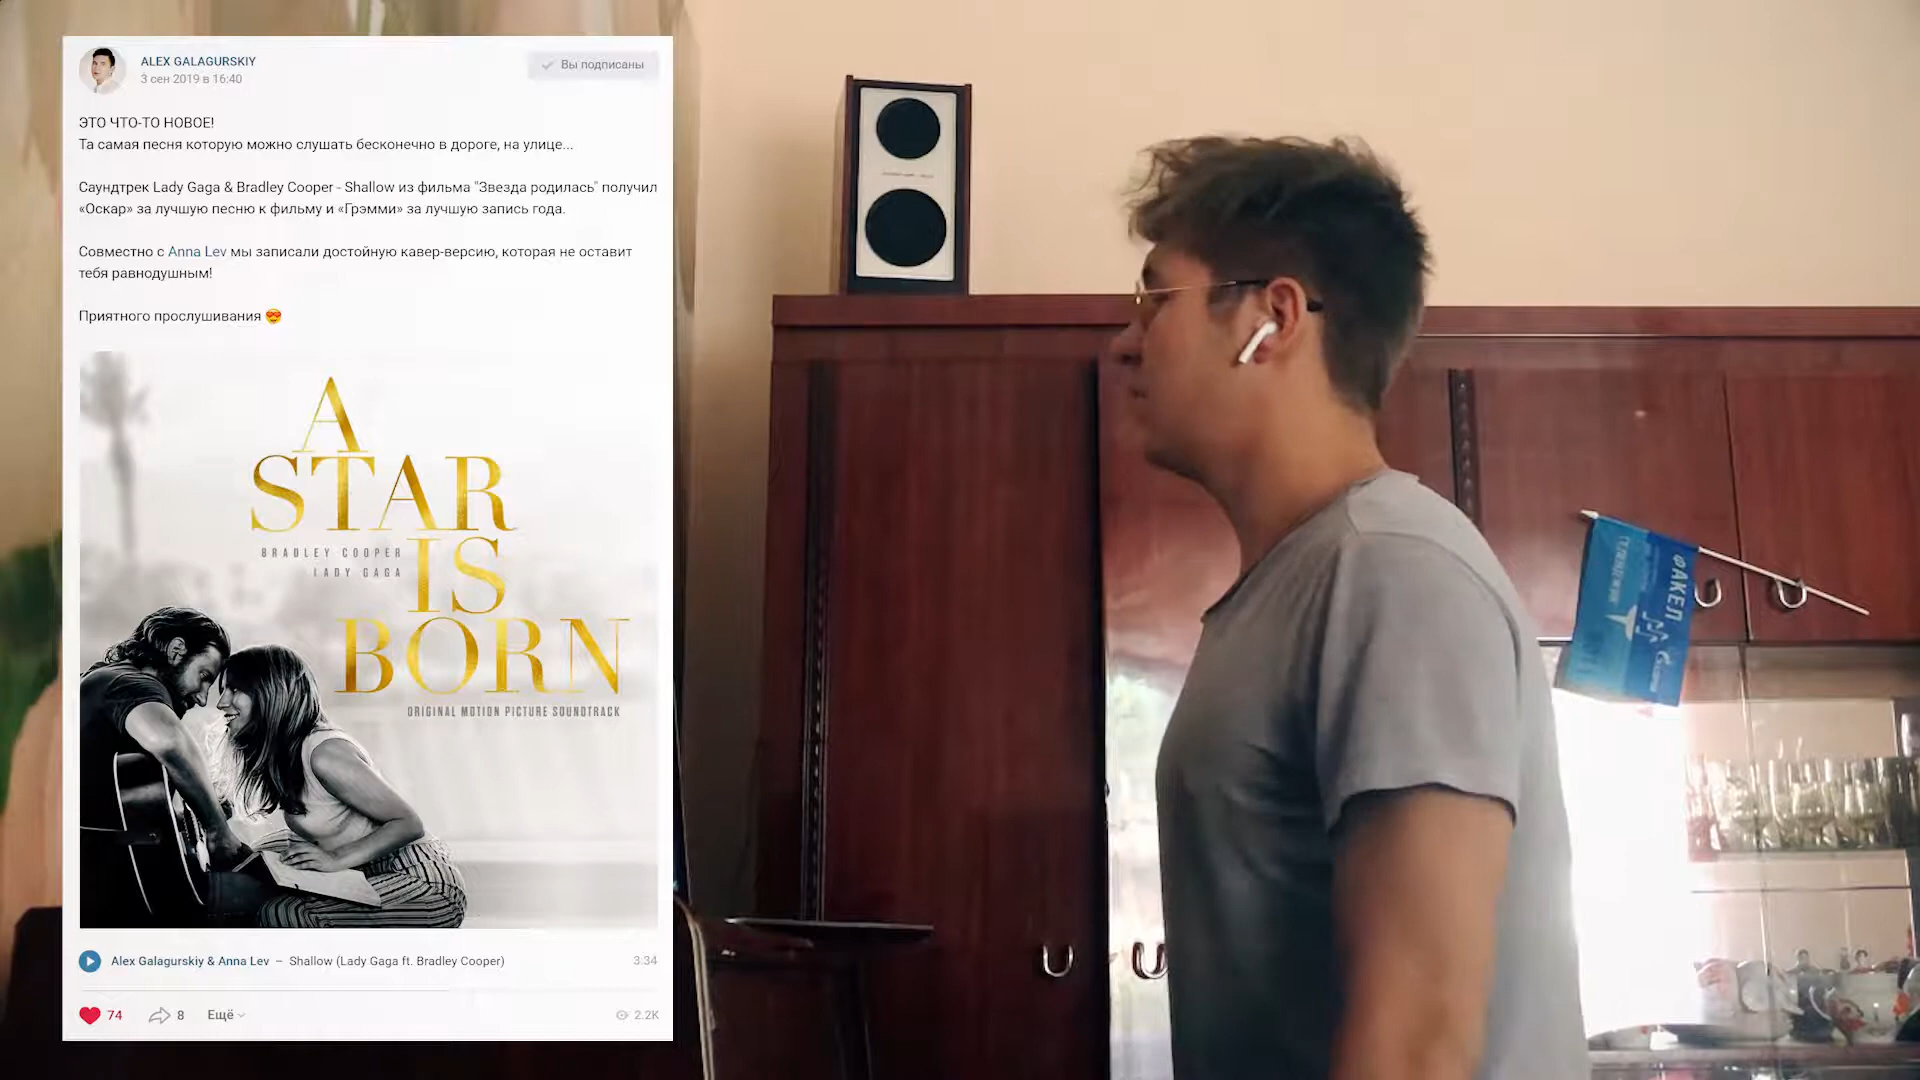 ALEX GALAGURSKIY
3 сен 2019 в 16:40
Вы подписаны
ЭТО ЧТО-ТО НОВОЕ!
Та самая песня которую можно слушать бесконечно в дороге, на улице...
Саундтрек Lady Gaga & Bradley Cooper - Shallow из фильма "Звезда родилась" получил
«Оскар» за лучшую песню к фильму и «Грэмми» за лучшую запись года.
Совместно с Anna Lev мы записали достойную кавер-версию, которая не оставит
тебя равнодушным!
Приятного прослушивания
A
STAR
IS
BRADLEY COOPER
LADY GAGA
BORN
ORIGINAL MOTION PICTURE SOUNDTRACK
Alex Galagurskiy & Anna Lev – Shallow (Lady Gaga ft. Bradley Cooper)
3:34
74
8
Ещё
2.2K
ФАКЕЛ